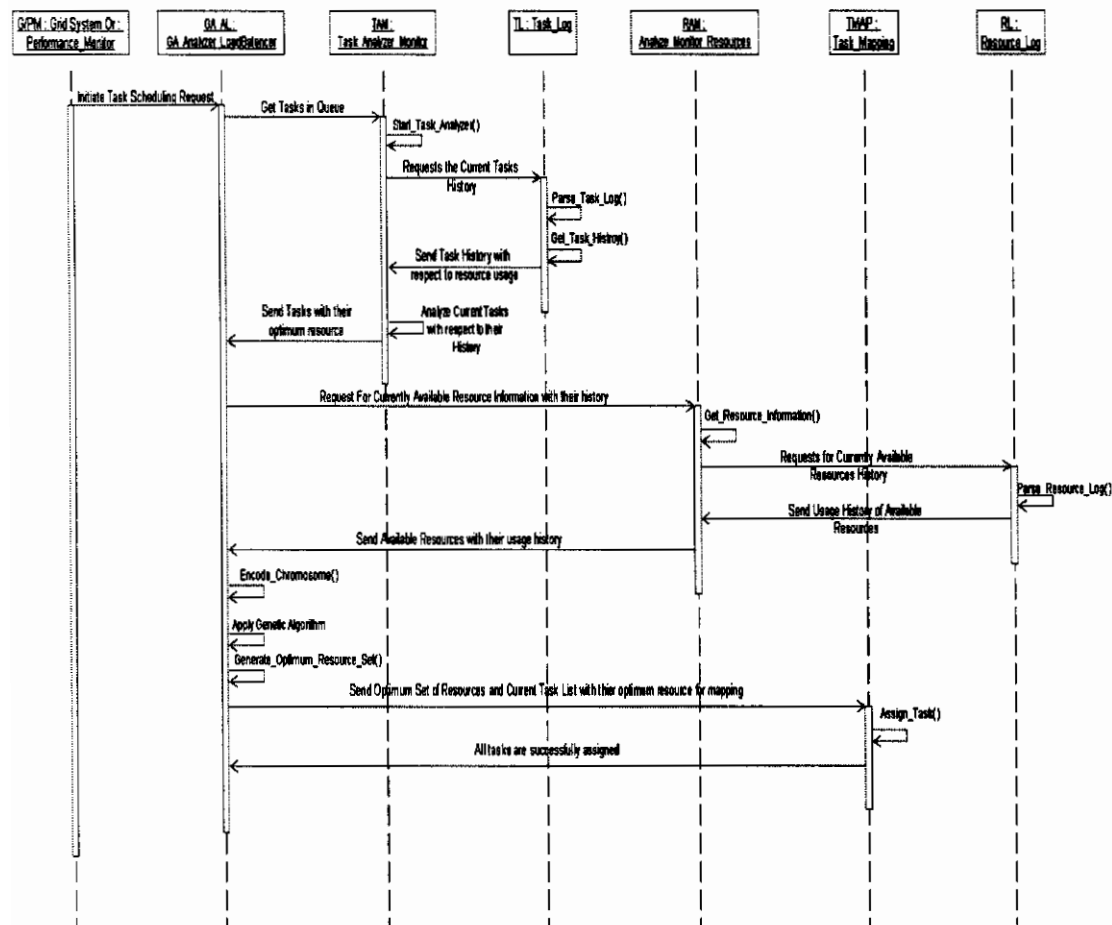 G/PM : Grid System Or :
Performance_Monitor
GA AL :
GA Analyzer LoadBalancer
TAM :
Task Analyzer Monitor
TL : Task_Log
RAM :
Analyze Monitor Resources
TMAP :
Task_Mapping
RL :
Resource_Log
Initiate Task Scheduling Request
Get Tasks in Queue
Start_Task_Analyzer()
Requests the Current Tasks
History
Parse_Task_Log()
Get_Task_Histroy()
Send Task History with
respect to resource usage
Send Tasks with their
optimum resource
Analyze Current Tasks
with respect to their
History
Request For Currently Available Resource Information with their history
Get_Resource_Information()
Requests for Currently Available
Resources History
Parse_Resource_Log()
Send Usage History of Available
Resources
Send Available Resources with their usage history
Encode_Chromosome()
Apply Genetic Algorithm
Generate_Optimum_Resource_Set()
Send Optimum Set of Resources and Current Task List with thier optimum resource for mapping
Assign_Task()
All tasks are successfully assigned